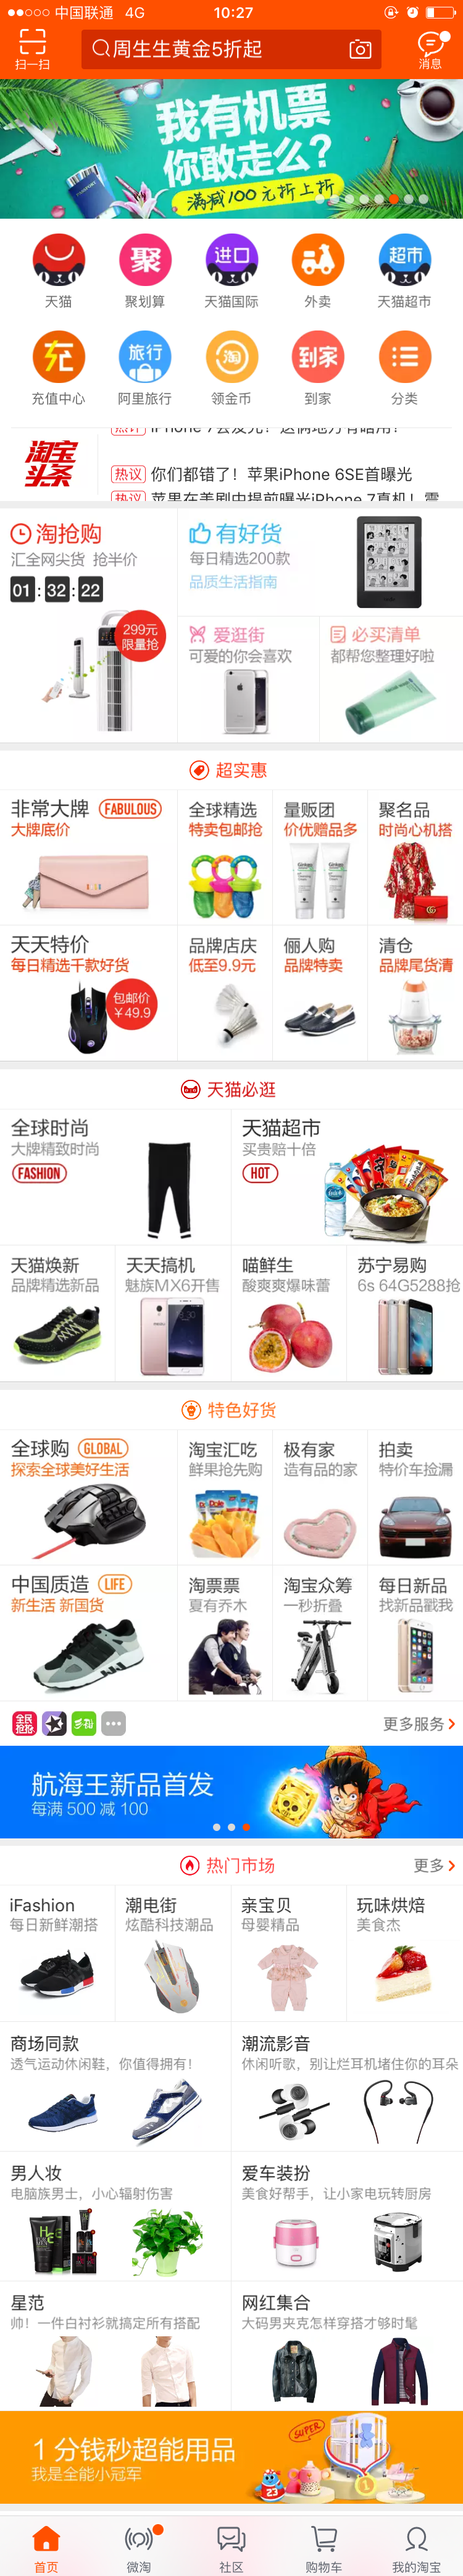 中国联通 4G
10:27
扫一扫
周生生黄金5折起
消息
我有机票
你敢走么?
满减100元折上折
天猫
聚
聚划算
进口
天猫国际
外卖
超市
天猫超市
充
充值中心
旅行
阿里旅行
淘
领金币
到家
到家
分类
淘宝
头条
热议 你们都错了!苹果iPhone 6SE首曝光
热议 苹果在美剧中提前曝光iPhone 7真机!雷
淘抢购
汇全网尖货 抢半价
01:32:22
299元
限量抢
有好货
每日精选200款
品质生活指南
爱逛街
可爱的你会喜欢
必买清单
都帮您整理好啦
超实惠
非常大牌 FABULOUS
大牌底价
全球精选
特卖包邮抢
量贩团
价优赠品多
聚名品
时尚心机搭
天天特价
每日精选千款好货
包邮价
¥49.9
品牌店庆
低至9.9元
俪人购
品牌特卖
清仓
品牌尾货清
天猫必逛
全球时尚
大牌精致时尚
FASHION
天猫超市
买贵赔十倍
HOT
天猫焕新
品牌精选新品
天天搞机
魅族MX6开售
喵鲜生
酸爽爽爆味蕾
苏宁易购
6s 64G5288抢
特色好货
全球购 GLOBAL
探索全球美好生活
淘宝汇吃
鲜果抢先购
极有家
造有品的家
拍卖
特价车捡漏
中国质造 LIFE
新生活 新国货
淘票票
夏有乔木
淘宝众筹
一秒折叠
每日新品
找新品戳我
全民
抢抢
更多服务
航海王新品首发
每满 500 减 100
热门市场
更多
iFashion
每日新鲜潮搭
潮电街
炫酷科技潮品
亲宝贝
母婴精品
玩味烘焙
美食杰
商场同款
透气运动休闲鞋,你值得拥有!
潮流影音
休闲听歌,别让烂耳机堵住你的耳朵
男人妆
电脑族男士,小心辐射伤害
爱车装扮
美食好帮手,让小家电玩转厨房
星范
帅!一件白衬衫就搞定所有搭配
网红集合
大码男夹克怎样穿搭才够时髦
1 分钱秒超能用品
我是全能小冠军
SUPER
23
1
首页
微淘
社区
购物车
我的淘宝